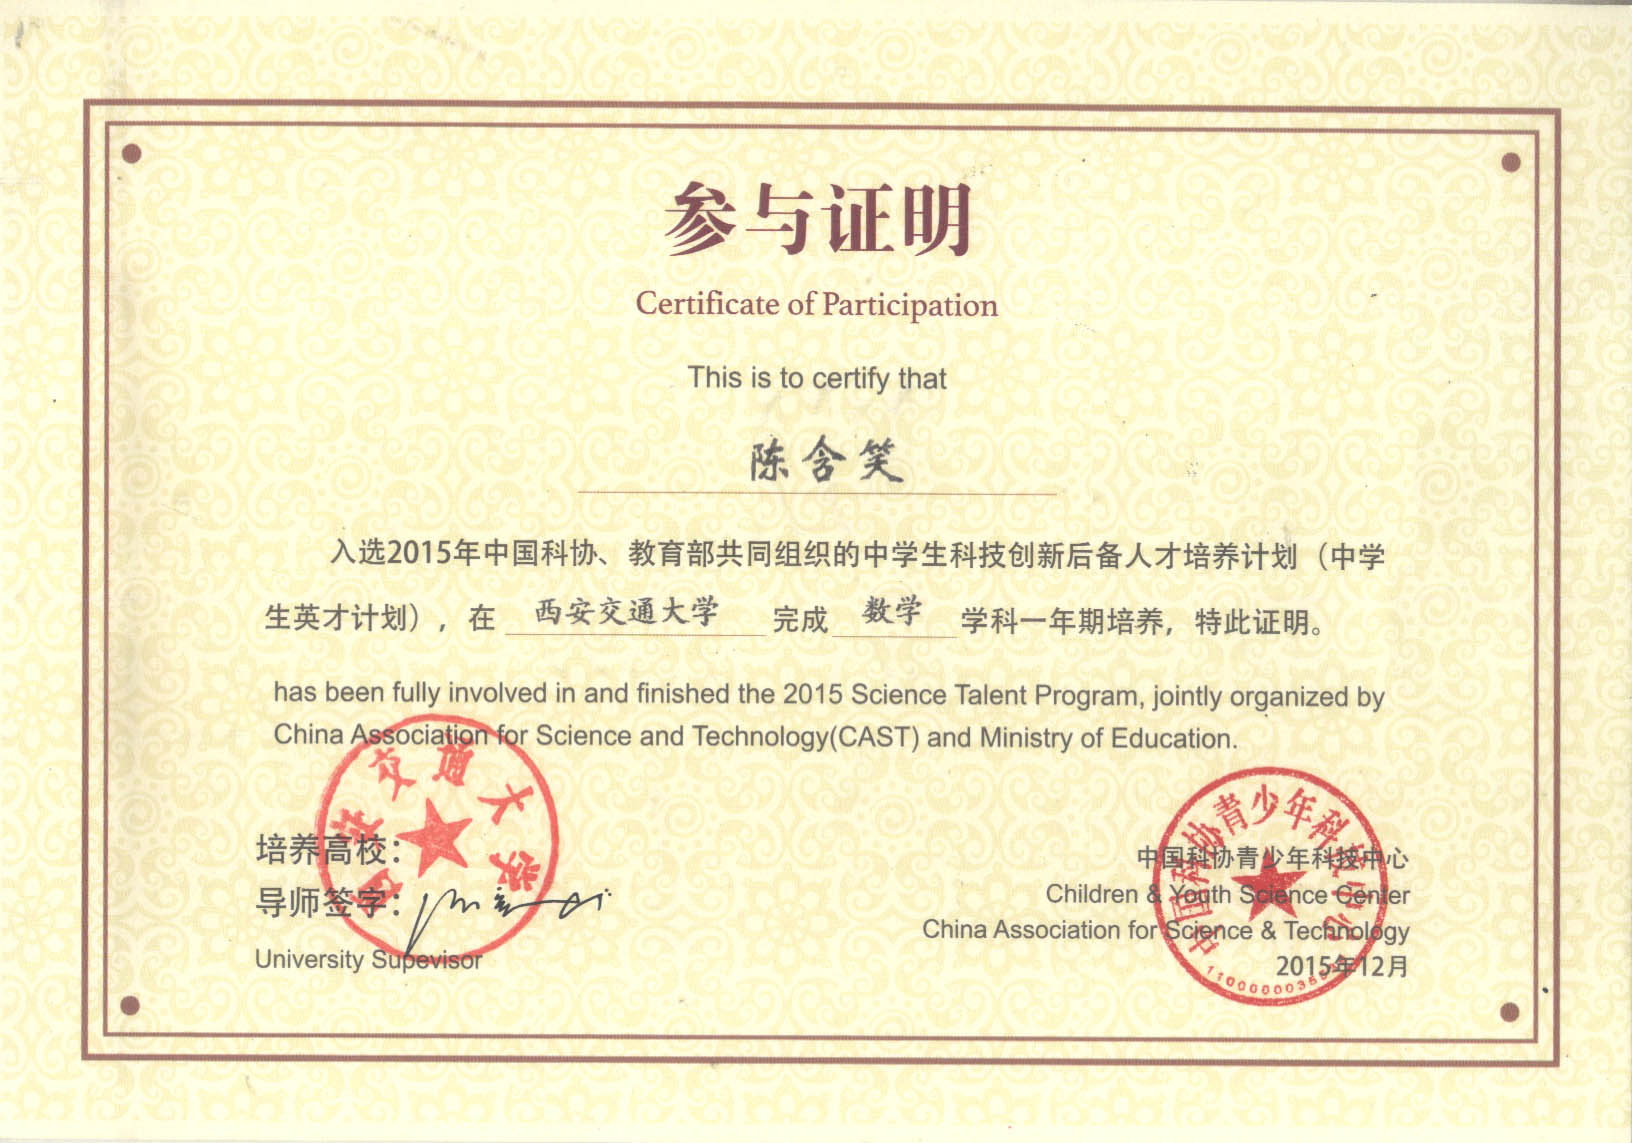 参与证明
Certificate of Participation
This is to certify that
陈含笑
入选2015年中国科协、教育部共同组织的中学生科技创新后备人才培养计划（中学
生英才计划），在 西安交通大学 完成 数学 学科一年期培养，特此证明。
has been fully involved in and finished the 2015 Science Talent Program, jointly organized by
China Association for Science and Technology(CAST) and Ministry of Education.
西安交通大学
培养高校：
导师签字：
University Supevisor
中国科协青少年科技中心
中国科协青少年科技中心
Children & Youth Science Center
China Association for Science & Technology
2015年12月